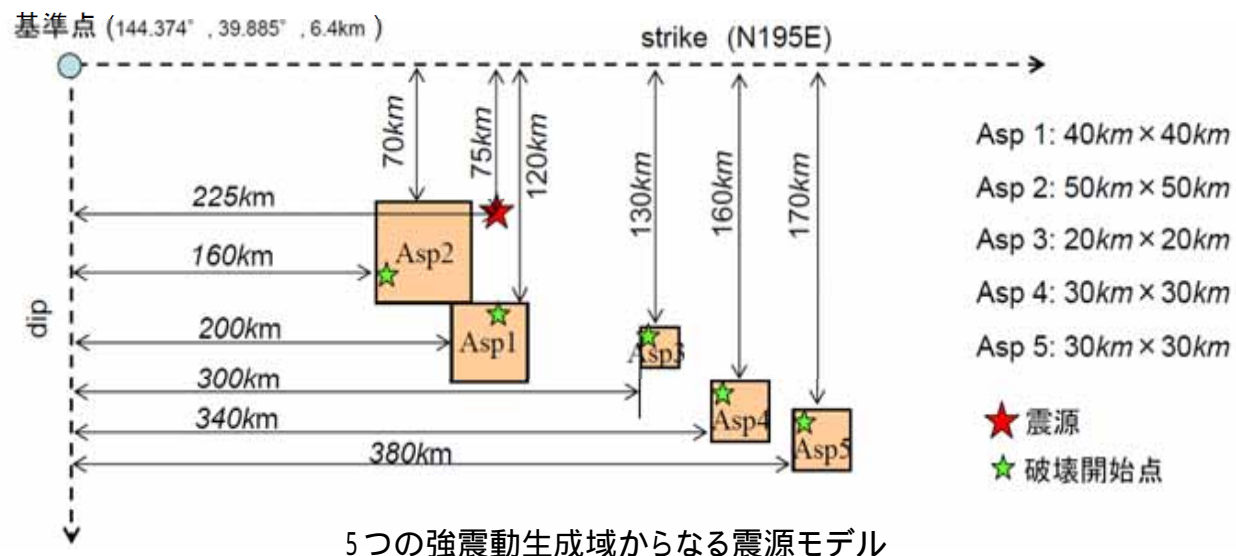 基準点 (144.374° , 39.885° , 6.4km )
strike (N195E)
dip
70km
75km
120km
130km
160km
170km
225km
160km
200km
300km
340km
380km
Asp2
Asp1
Asp3
Asp4
Asp5
Asp 1: 40km×40km
Asp 2: 50km×50km
Asp 3: 20km×20km
Asp 4: 30km×30km
Asp 5: 30km×30km
震源
破壊開始点
5つの強震動生成域からなる震源モデル